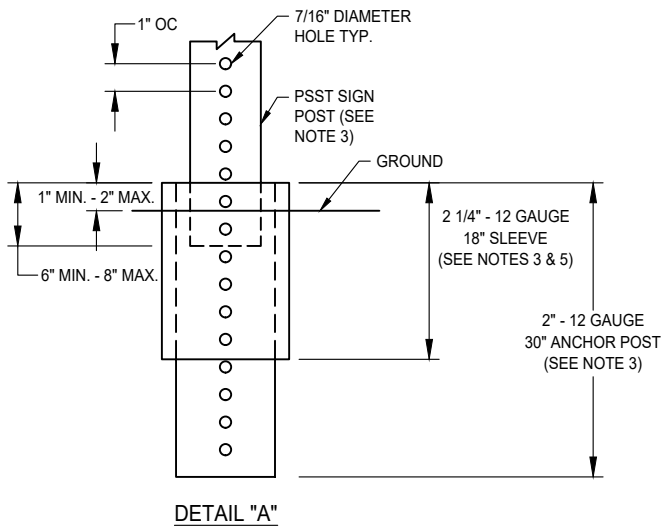 1" OC
7/16" DIAMETER
HOLE TYP.
PSST SIGN
POST (SEE
NOTE 3)
GROUND
1" MIN. - 2" MAX.
6" MIN. - 8" MAX.
2 1/4" - 12 GAUGE
18" SLEEVE
(SEE NOTES 3 & 5)
2" - 12 GAUGE
30" ANCHOR POST
(SEE NOTE 3)
DETAIL "A"